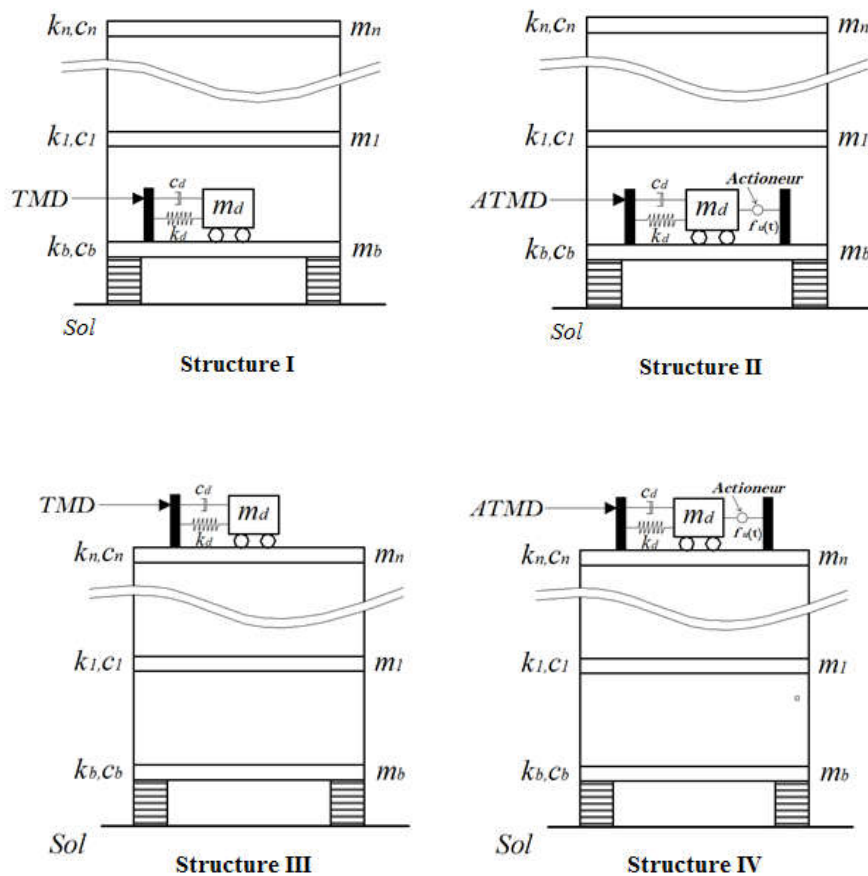 kn,cn mn
k1,c1 m1
TMD cd md kd
kb,cb mb
Sol
Structure I
kn,cn mn
k1,c1 m1
Actioneur
ATMD cd md kd fu(t)
kb,cb mb
Sol
Structure II
TMD cd md kd
kn,cn mn
k1,c1 m1
kb,cb mb
Sol
Structure III
Actioneur
ATMD cd md kd fu(t)
kn,cn mn
k1,c1 m1
kb,cb mb
Sol
Structure IV